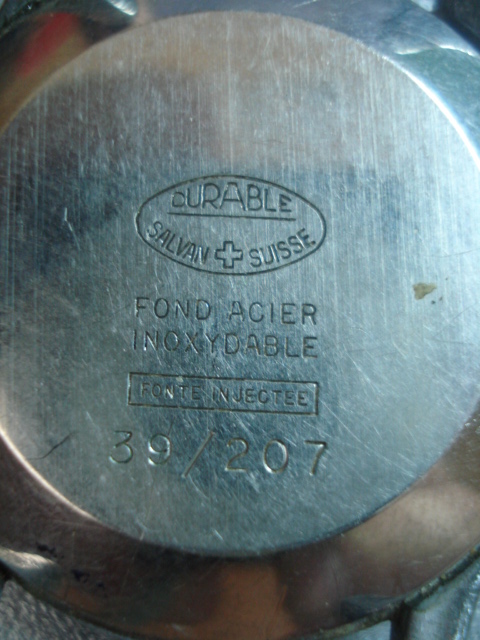 dURABLE
SALVAN SUISSE
FOND ACIER
INOXYDABLE
FONTE INJECTEE
39/207